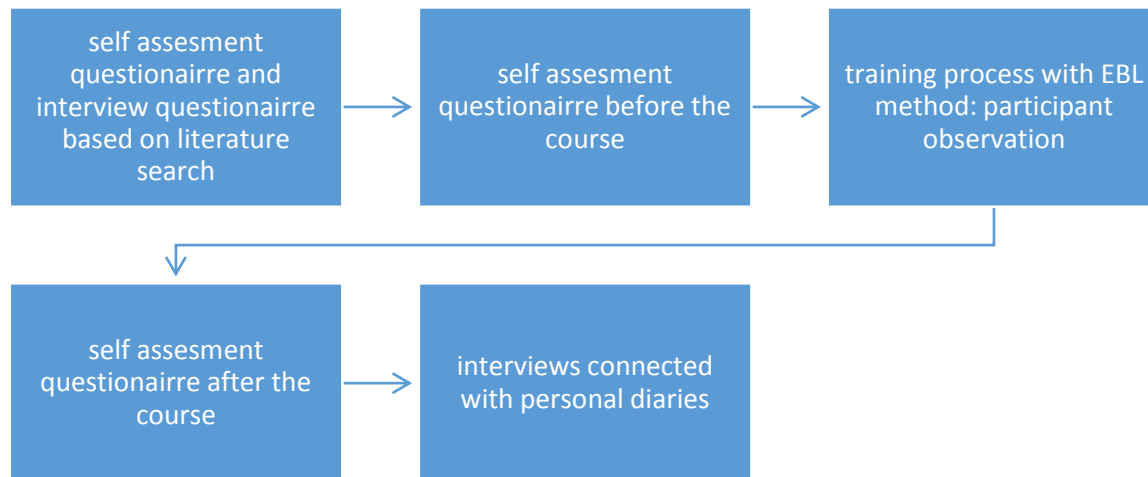 self assesment
questionairre and
interview questionairre
based on literature
search
self assesment
questionairre before the
course
training process with EBL
method: participant
observation
self assesment
questionairre after the
course
interviews connected
with personal diaries